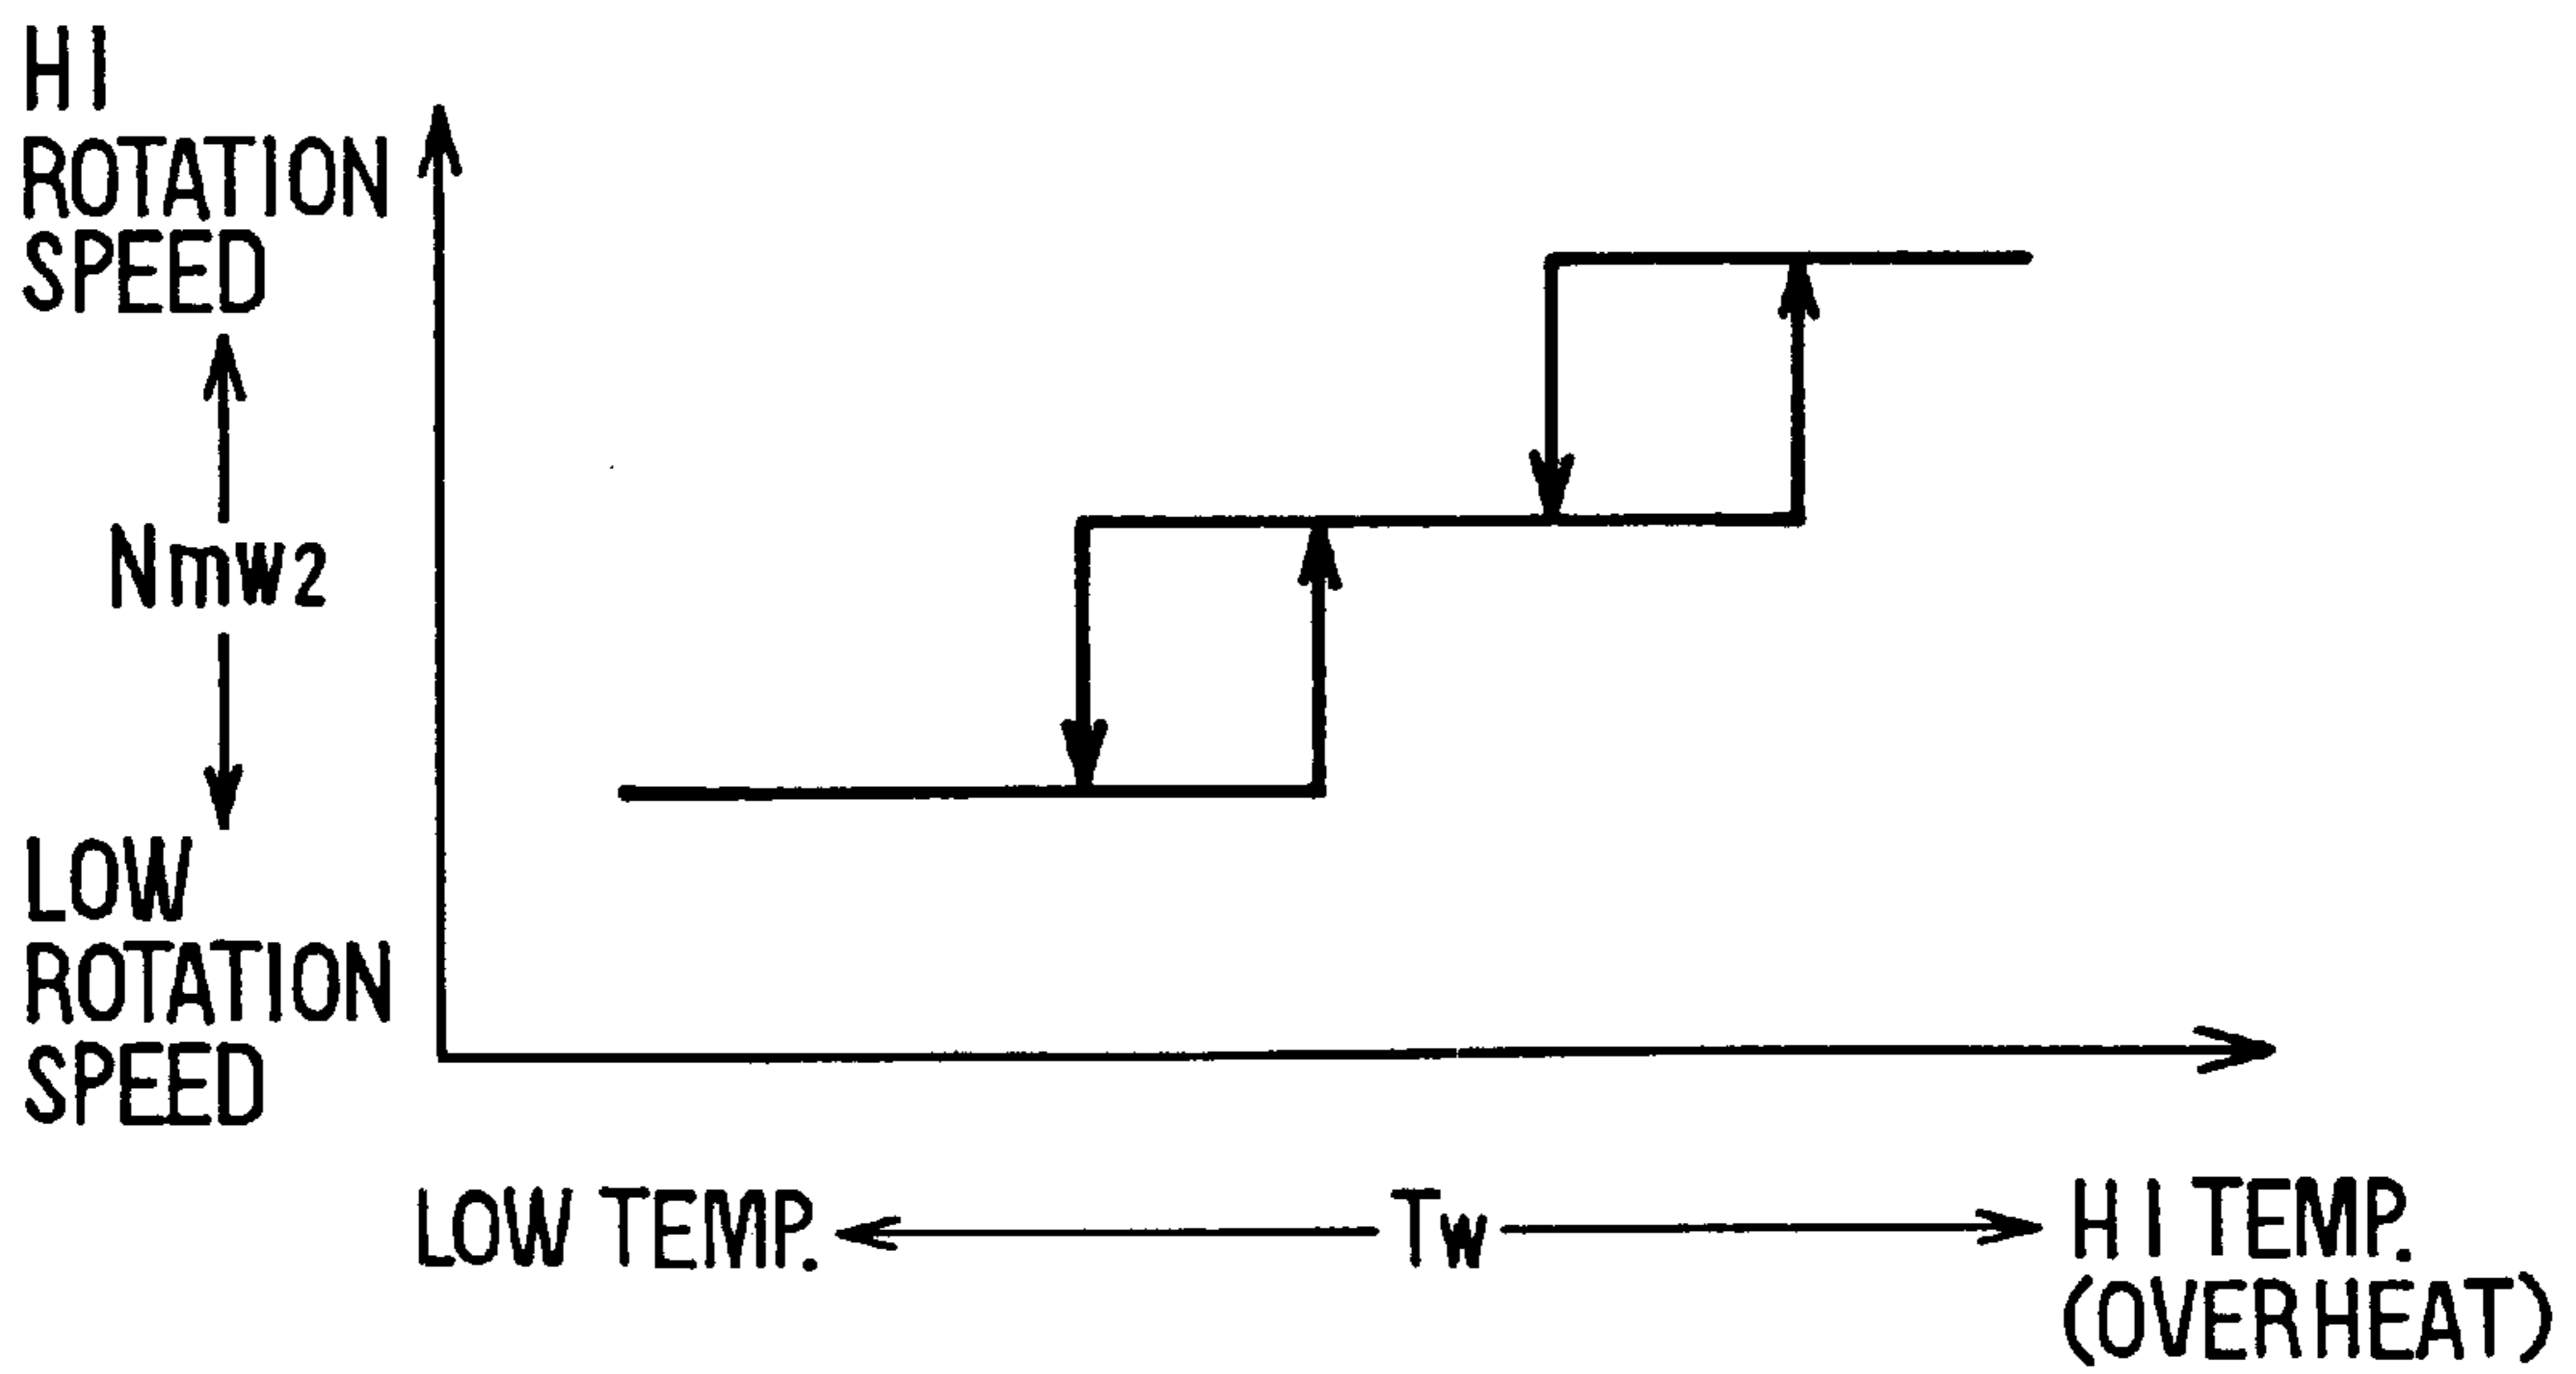 HI
ROTATION
SPEED
Nmw2
LOW
ROTATION
SPEED
LOW TEMP.
Tw
HI TEMP.
(OVERHEAT)